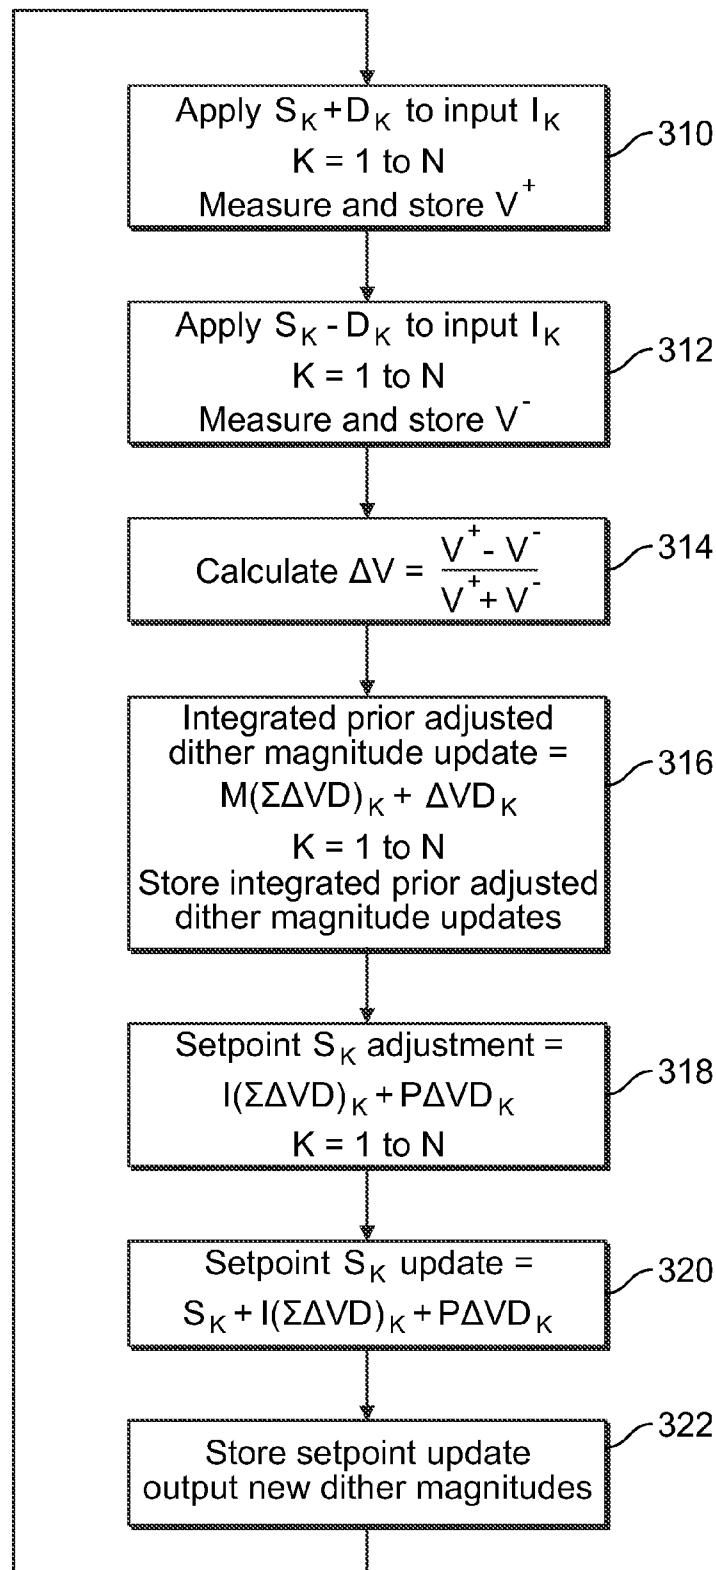 Apply S_K + D_K to input I_K
K = 1 to N
Measure and store V^+
310
Apply S_K - D_K to input I_K
K = 1 to N
Measure and store V^-
312
Calculate ΔV = (V^+ - V^-) / (V^+ + V^-)
314
Integrated prior adjusted
dither magnitude update =
M(ΣΔVD)_K + ΔVD_K
K = 1 to N
Store integrated prior adjusted
dither magnitude updates
316
Setpoint S_K adjustment =
I(ΣΔVD)_K + PΔVD_K
K = 1 to N
318
Setpoint S_K update =
S_K + I(ΣΔVD)_K + PΔVD_K
320
Store setpoint update
output new dither magnitudes
322